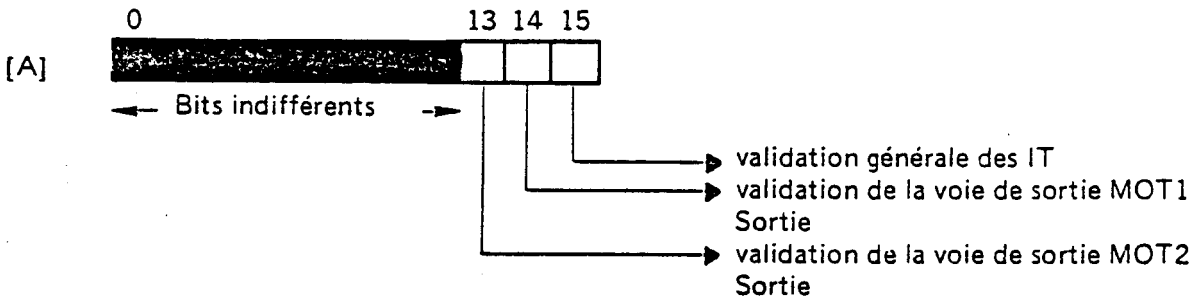 0 13 14 15
[A]
Bits indifférents
validation générale des IT
validation de la voie de sortie MOT1
Sortie
validation de la voie de sortie MOT2
Sortie